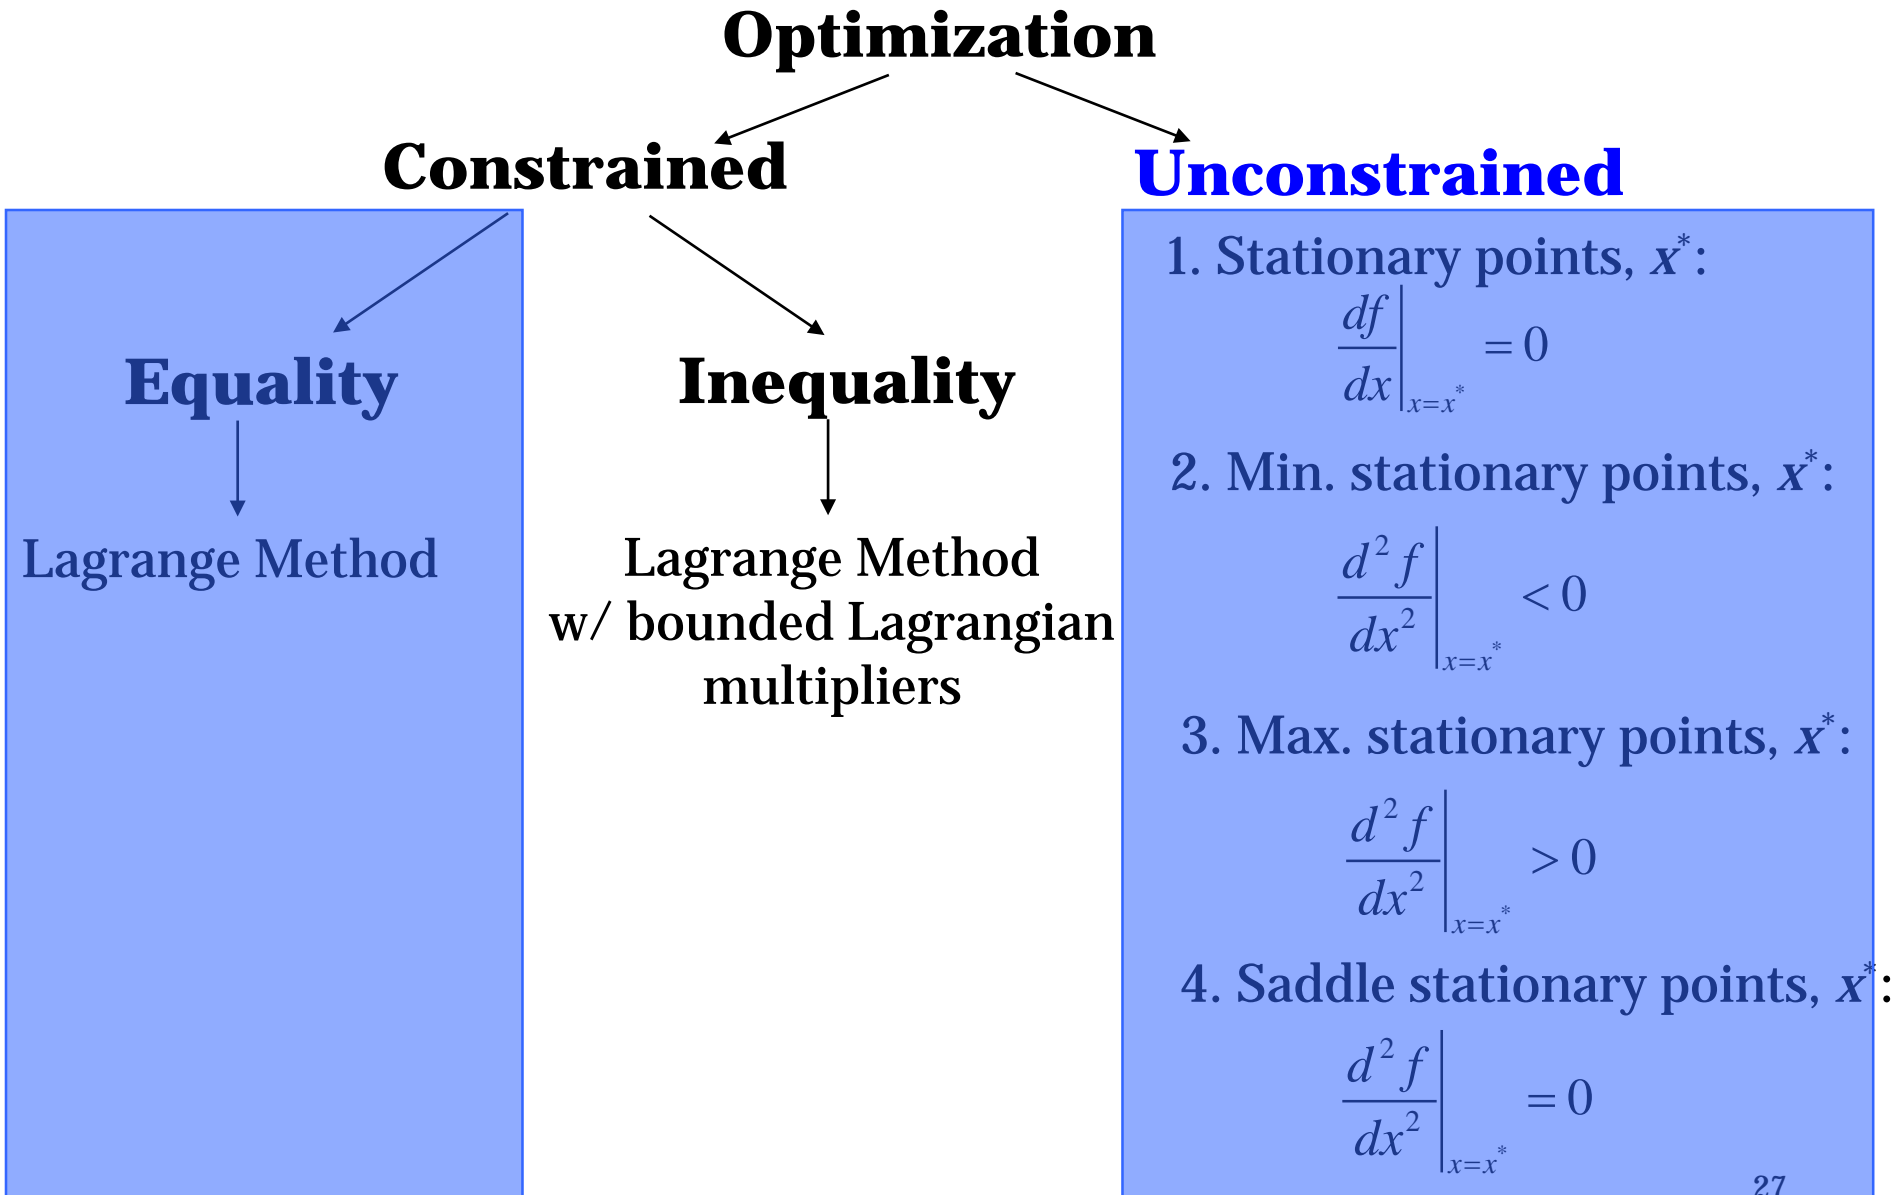 Optimization
Constrained
Unconstrained
Equality
Lagrange Method
Inequality
Lagrange Method
w/ bounded Lagrangian
multipliers
1. Stationary points, x*:
df/dx|x=x* = 0
2. Min. stationary points, x*:
d²f/dx²|x=x* < 0
3. Max. stationary points, x*:
d²f/dx²|x=x* > 0
4. Saddle stationary points, x*:
d²f/dx²|x=x* = 0
27